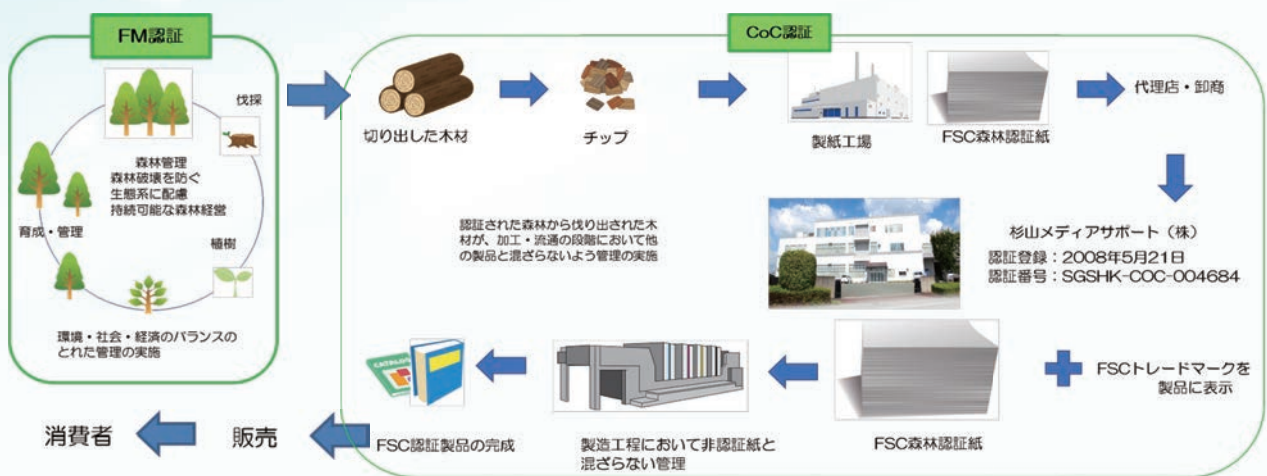 FM認証
伐採
森林管理
森林破壊を防ぐ
生態系に配慮
持続可能な森林経営
育成・管理
植樹
環境・社会・経済のバランスの
とれた管理の実施
CoC認証
切り出した木材
チップ
製紙工場
FSC森林認証紙
代理店・卸商
認証された森林から伐り出された木
材が、加工・流通の段階において他
の製品と混ざらないよう管理の実施
杉山メディアサポート（株）
認証登録：2008年5月21日
認証番号：SGSHK-COC-004684
FSCトレードマークを
製品に表示
FSC森林認証紙
製造工程において非認証紙と
混ざらない管理
CATALOG
FSC認証製品の完成
販売
消費者